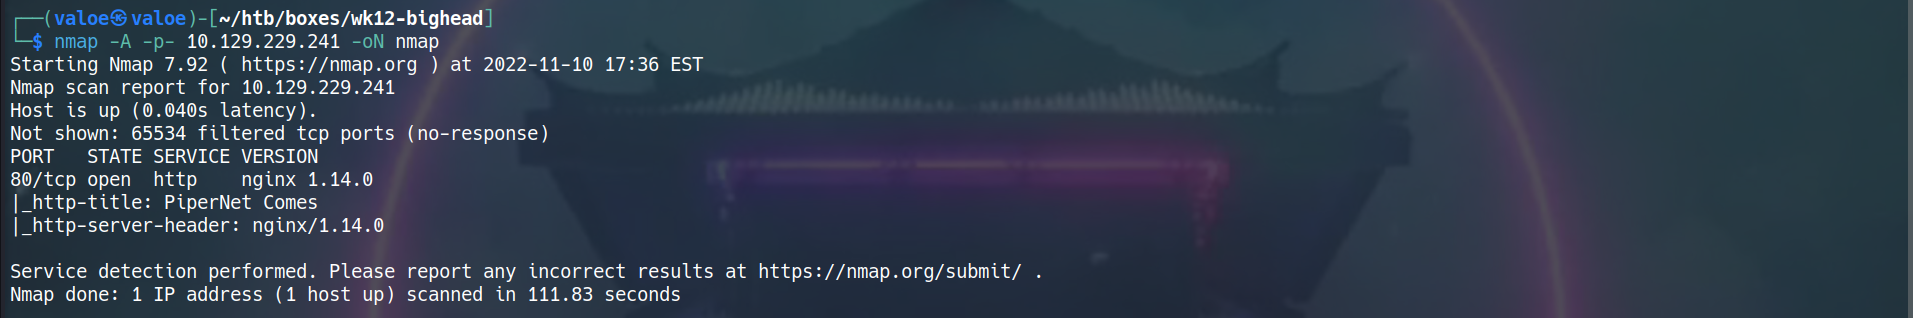 ┌──(valoe㉿valoe)-[~/htb/boxes/wk12-bighead]
└─$ nmap -A -p- 10.129.229.241 -oN nmap
Starting Nmap 7.92 ( https://nmap.org ) at 2022-11-10 17:36 EST
Nmap scan report for 10.129.229.241
Host is up (0.040s latency).
Not shown: 65534 filtered tcp ports (no-response)
PORT   STATE SERVICE VERSION
80/tcp open  http    nginx 1.14.0
|_http-title: PiperNet Comes
|_http-server-header: nginx/1.14.0
Service detection performed. Please report any incorrect results at https://nmap.org/submit/ .
Nmap done: 1 IP address (1 host up) scanned in 111.83 seconds